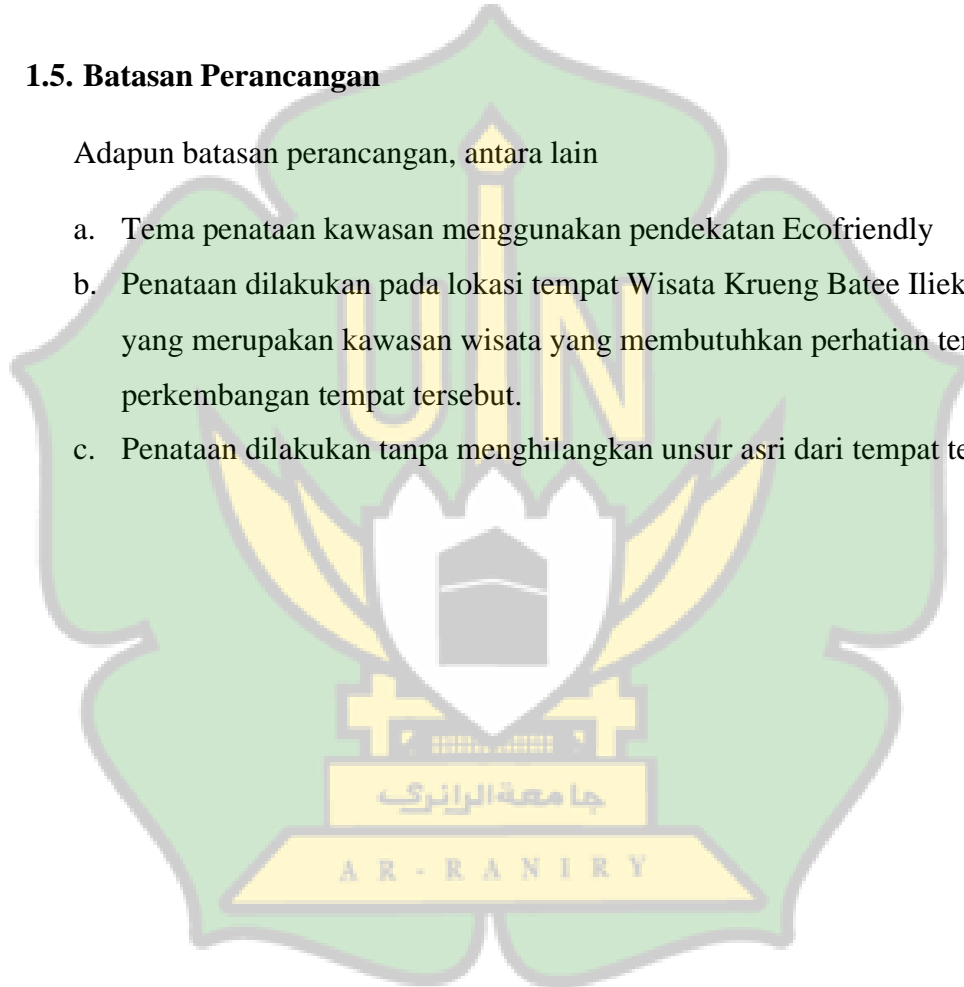 1.5. Batasan Perancangan
Adapun batasan perancangan, antara lain
a. Tema penataan kawasan menggunakan pendekatan Ecofriendly
b. Penataan dilakukan pada lokasi tempat Wisata Krueng Batee Iliek
yang merupakan kawasan wisata yang membutuhkan perhatian
perkembangan tempat tersebut.
c. Penataan dilakukan tanpa menghilangkan unsur asri dari tempat
UIN
جامعة الرانري
AR-RANIRY